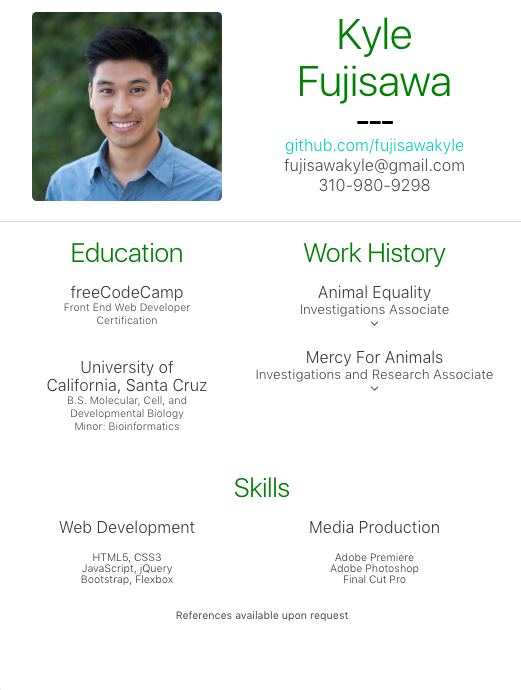 Kyle
Fujisawa
---
github.com/fujisawakyle
fujisawakyle@gmail.com
310-980-9298
Education
freeCodeCamp
Front End Web Developer
Certification
University of
California, Santa Cruz
B.S. Molecular, Cell, and
Developmental Biology
Minor: Bioinformatics
Work History
Animal Equality
Investigations Associate
Mercy For Animals
Investigations and Research Associate
Skills
Web Development
HTML5, CSS3
JavaScript, jQuery
Bootstrap, Flexbox
Media Production
Adobe Premiere
Adobe Photoshop
Final Cut Pro
References available upon request